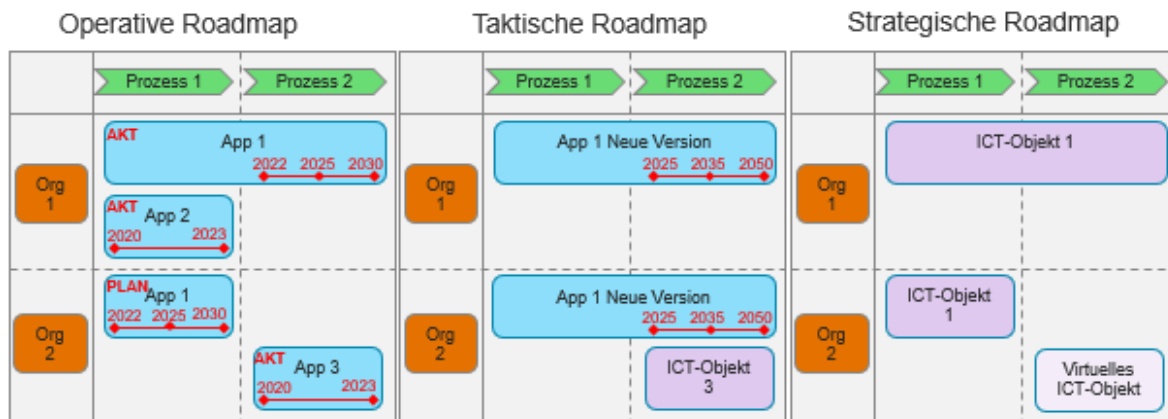 Operative Roadmap
Prozess 1
Prozess 2
Org
1
AKT
App 1
2022 2025 2030
AKT
App 2
2020 2023
Org
2
PLAN
App 1
2022 2025 2030
AKT
App 3
2020 2023
Taktische Roadmap
Prozess 1
Prozess 2
Org
1
App 1 Neue Version
2025 2035 2050
Org
2
App 1 Neue Version
2025 2035 2050
ICT-Objekt
3
Strategische Roadmap
Prozess 1
Prozess 2
Org
1
ICT-Objekt 1
Org
2
ICT-Objekt
1
Virtuelles
ICT-Objekt